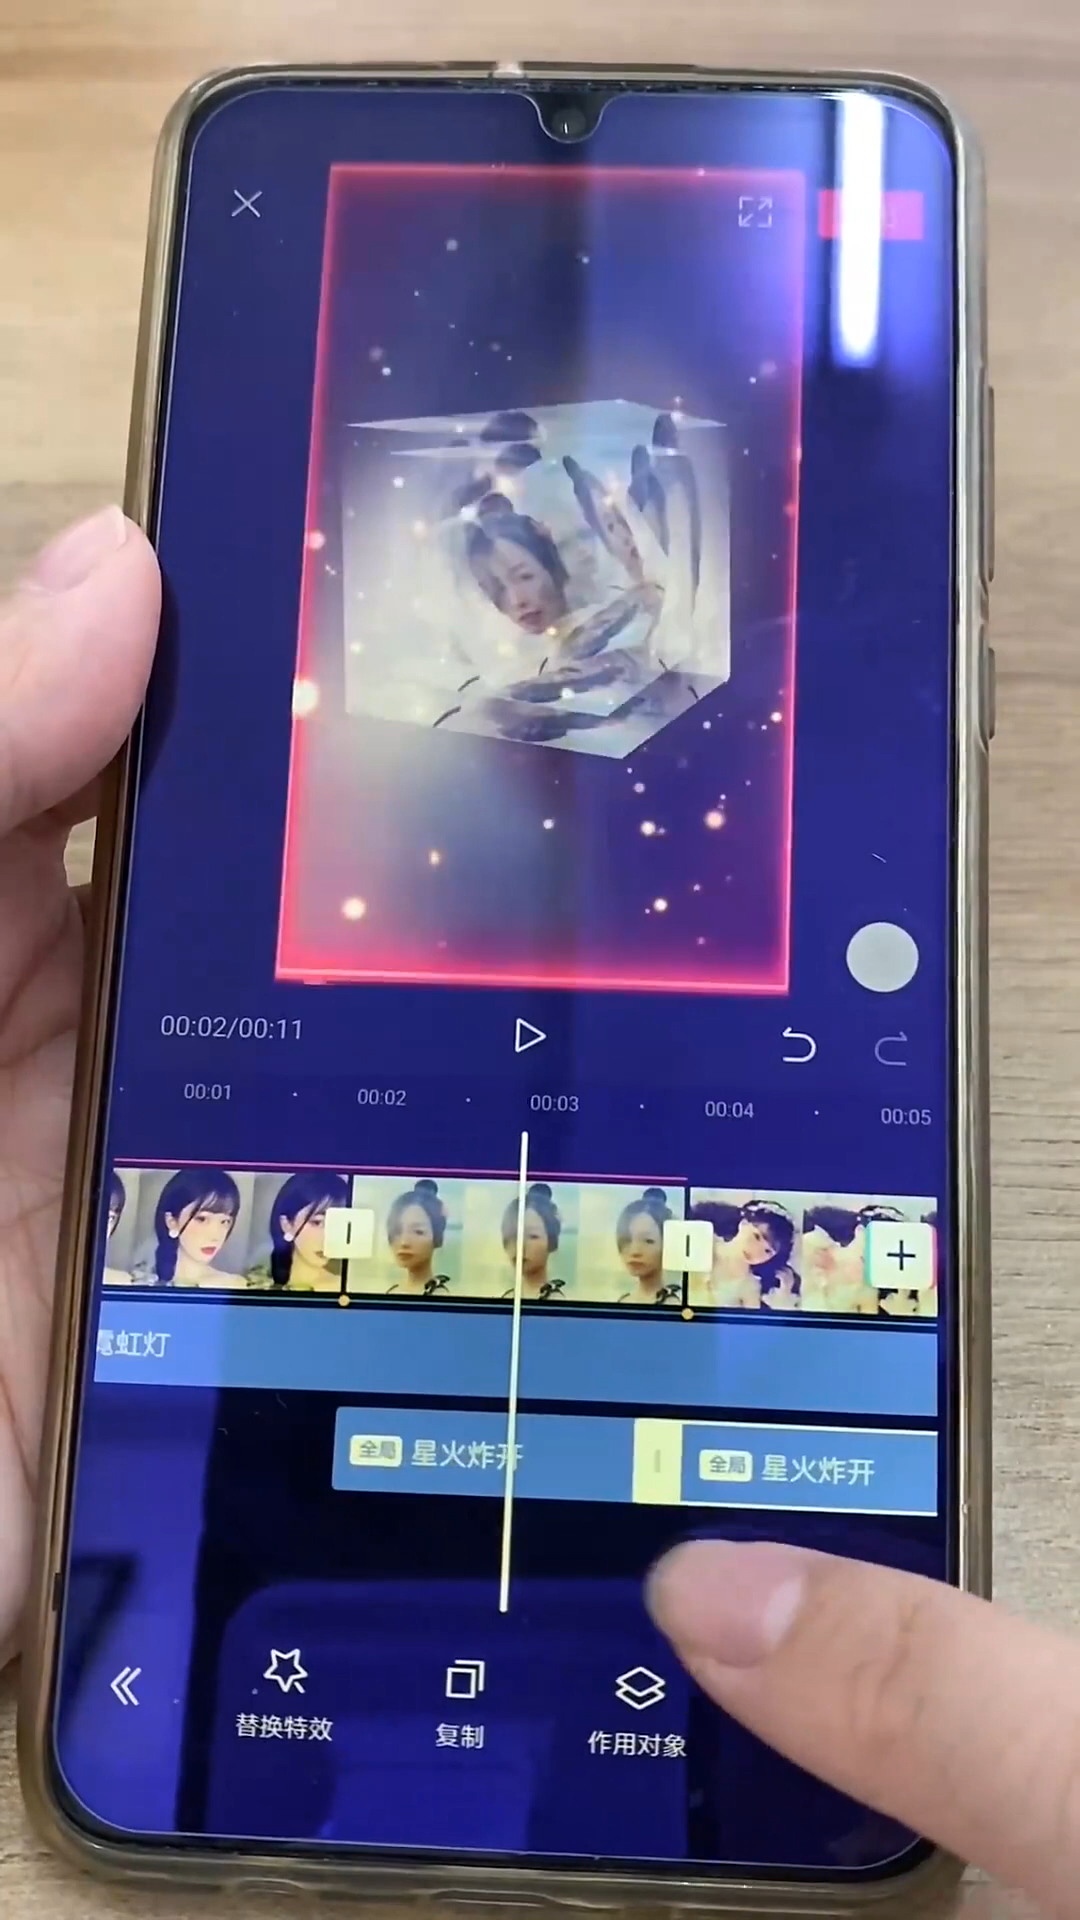 00:02/00:11
00:01
00:02
00:03
00:04
00:05
霓虹灯
全局 星火炸开
全局 星火炸开
替换特效
复制
作用对象